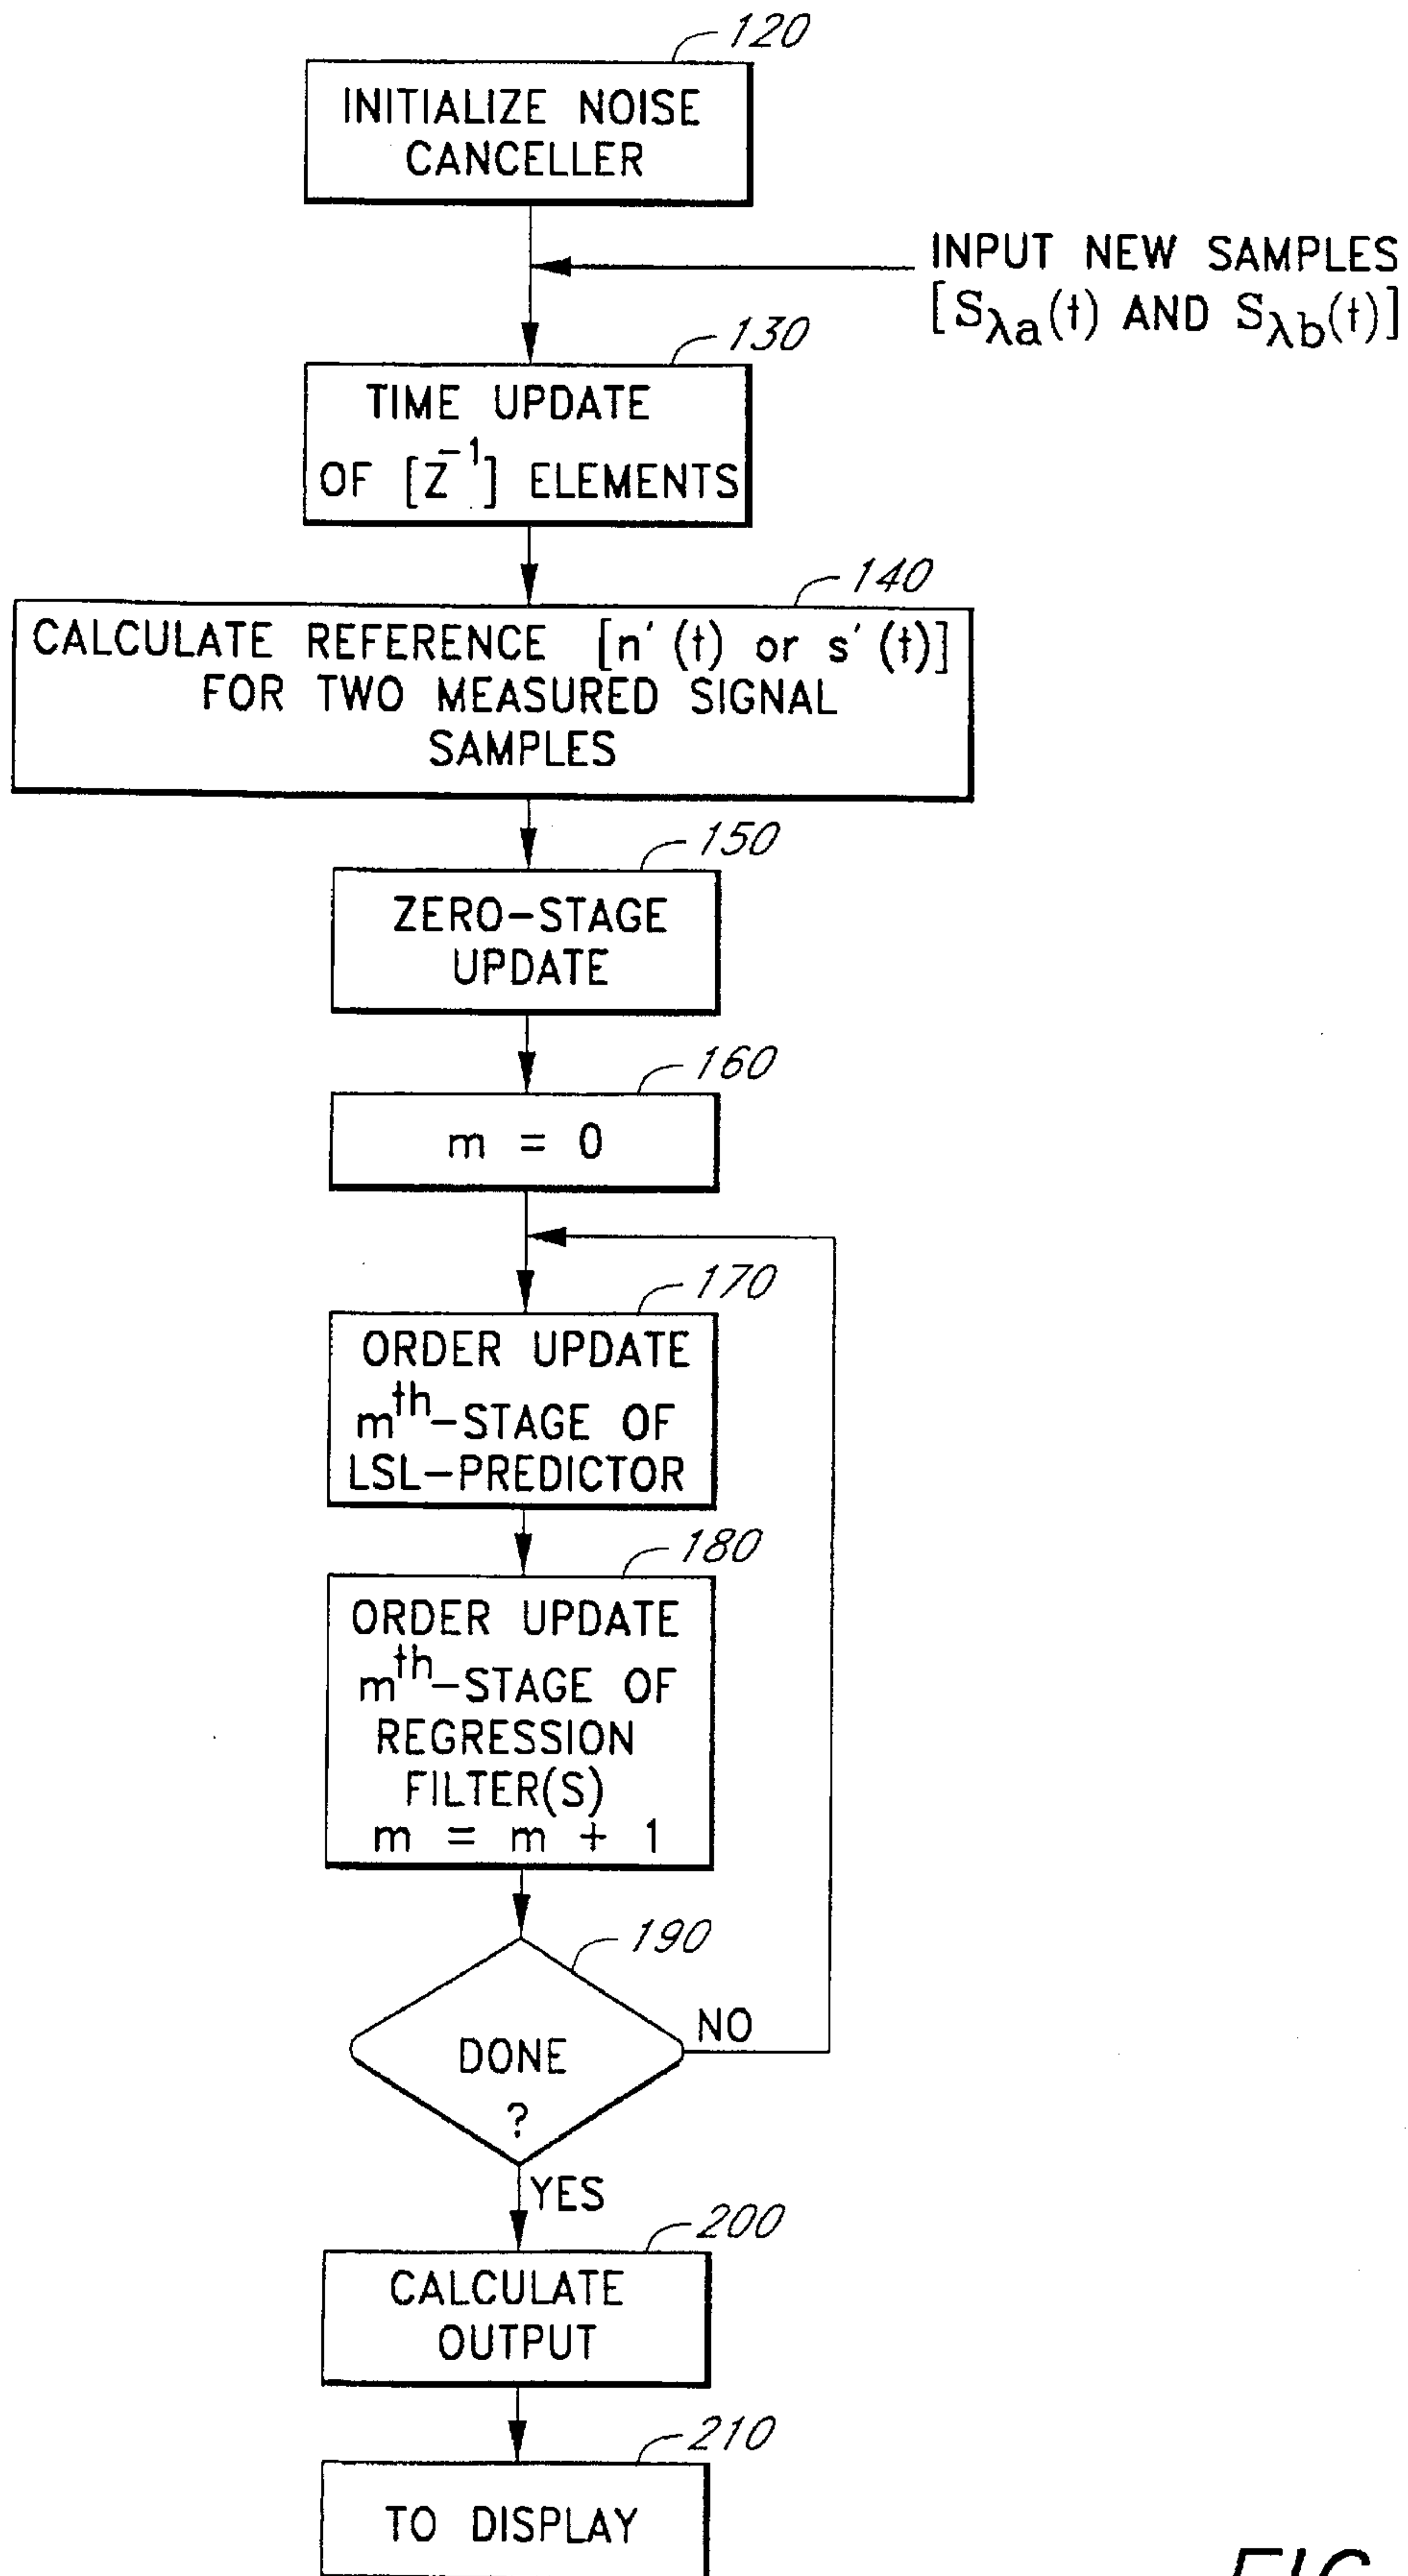 120
INITIALIZE NOISE
CANCELLER
INPUT NEW SAMPLES
[Sλa(t) AND Sλb(t)]
130
TIME UPDATE
OF [Z⁻¹] ELEMENTS
140
CALCULATE REFERENCE [n'(t) or s'(t)]
FOR TWO MEASURED SIGNAL
SAMPLES
150
ZERO-STAGE
UPDATE
160
m = 0
170
ORDER UPDATE
mᵗʰ-STAGE OF
LSL-PREDICTOR
180
ORDER UPDATE
mᵗʰ-STAGE OF
REGRESSION
FILTER(S)
m = m + 1
190
NO
DONE
?
YES
200
CALCULATE
OUTPUT
210
TO DISPLAY
FIG